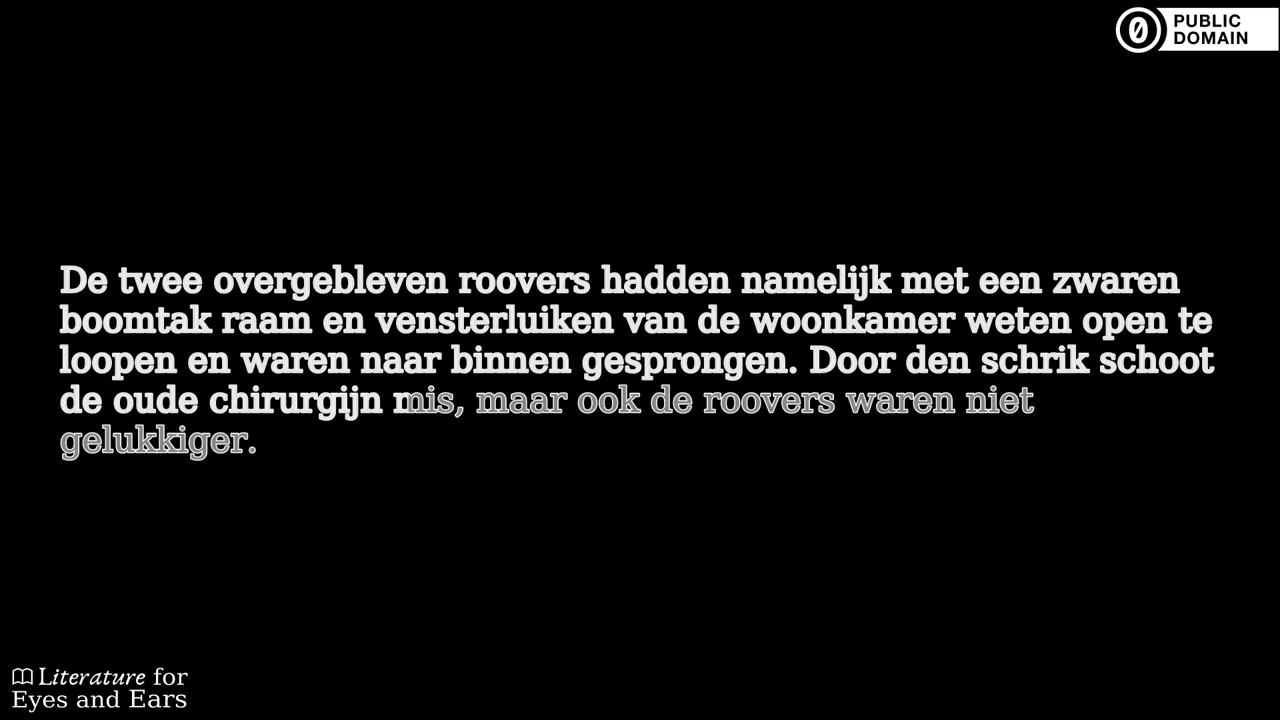 PUBLIC
DOMAIN
De twee overgebleven roovers hadden namelijk met een zwaren
boomtak raam en vensterluiken van de woonkamer weten open te
loopen en waren naar binnen gesprongen. Door den schrik schoot
de oude chirurgijn mis, maar ook de roovers waren niet
gelukkiger.
Literature for
Eyes and Ears